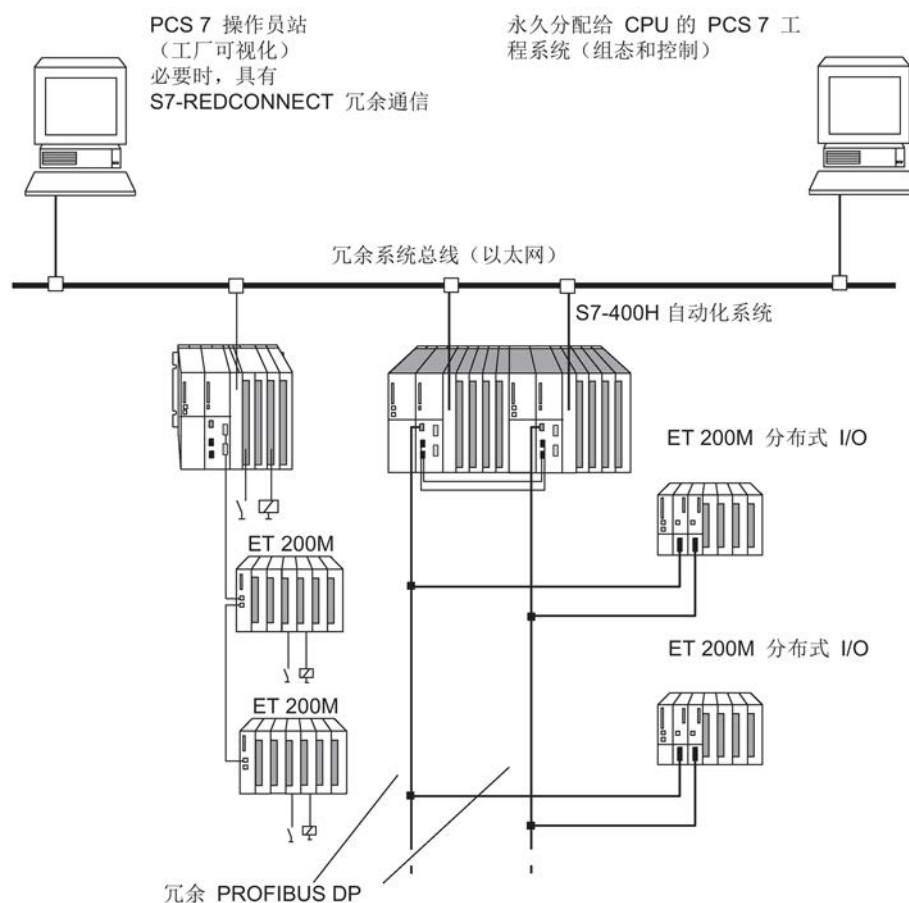 PCS 7 操作员站
（工厂可视化）
必要时，具有
S7-REDCONNECT 冗余通信
永久分配给 CPU 的 PCS 7 工
程系统（组态和控制）
冗余系统总线（以太网）
S7-400H 自动化系统
ET 200M 分布式 I/O
ET 200M
ET 200M 分布式 I/O
ET 200M
冗余 PROFIBUS DP